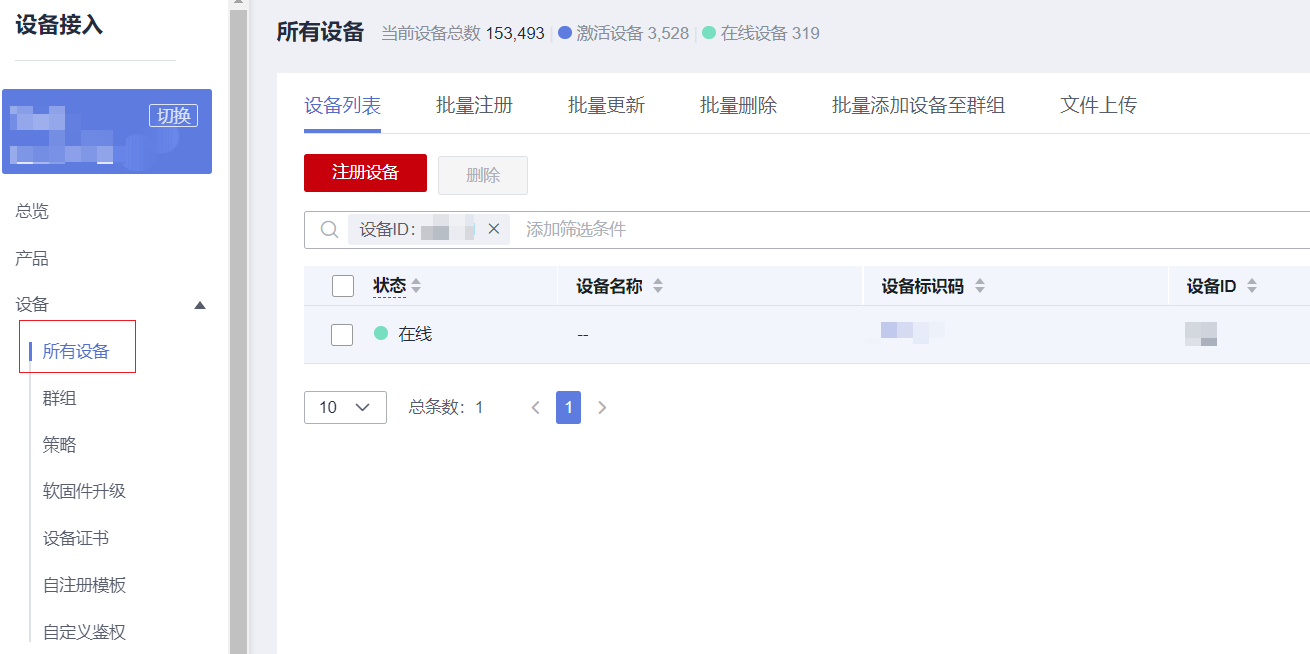 设备接入
切换
总览
产品
设备
所有设备
群组
策略
软固件升级
设备证书
自注册模板
自定义鉴权
所有设备 当前设备总数 153,493 激活设备 3,528 在线设备 319
设备列表 批量注册 批量更新 批量删除 批量添加设备至群组 文件上传
注册设备 删除
设备ID: 添加筛选条件
状态 设备名称 设备标识码 设备ID
在线 --
10 总条数: 1 1